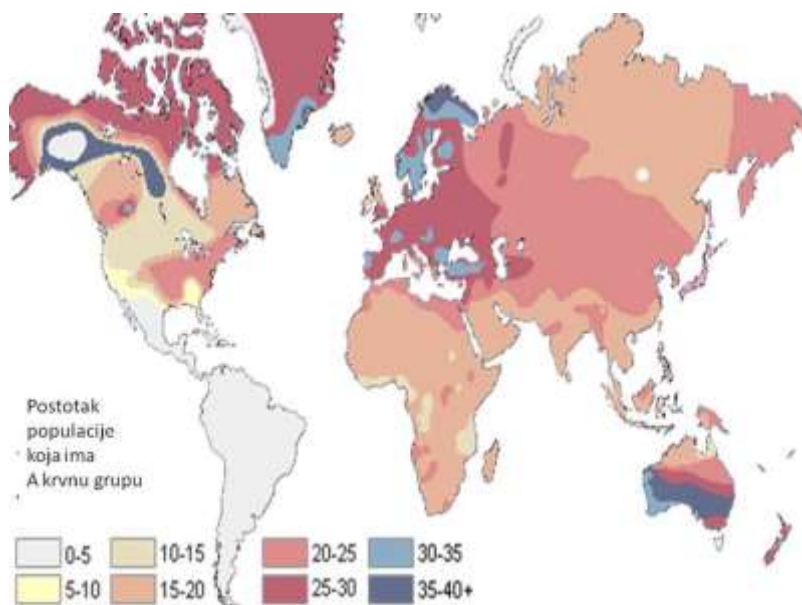 Postotak
populacije
koja ima
A krvnu grupu
0-5
10-15
20-25
30-35
5-10
15-20
25-30
35-40+